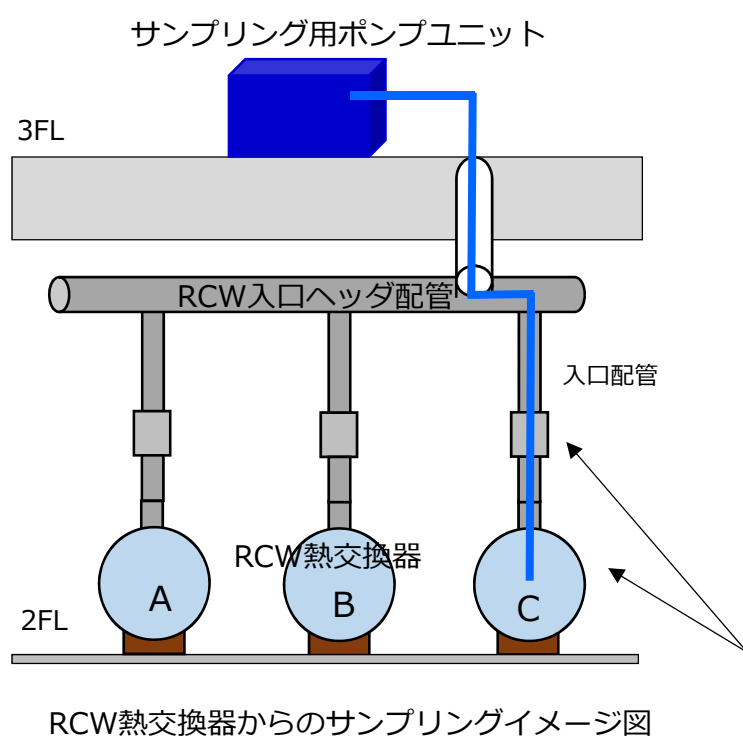 サンプリング用ポンプユニット
3FL
RCW入口ヘッダ配管
入口配管
RCW熱交換器
A
B
C
2FL
RCW熱交換器からのサンプリングイメージ図